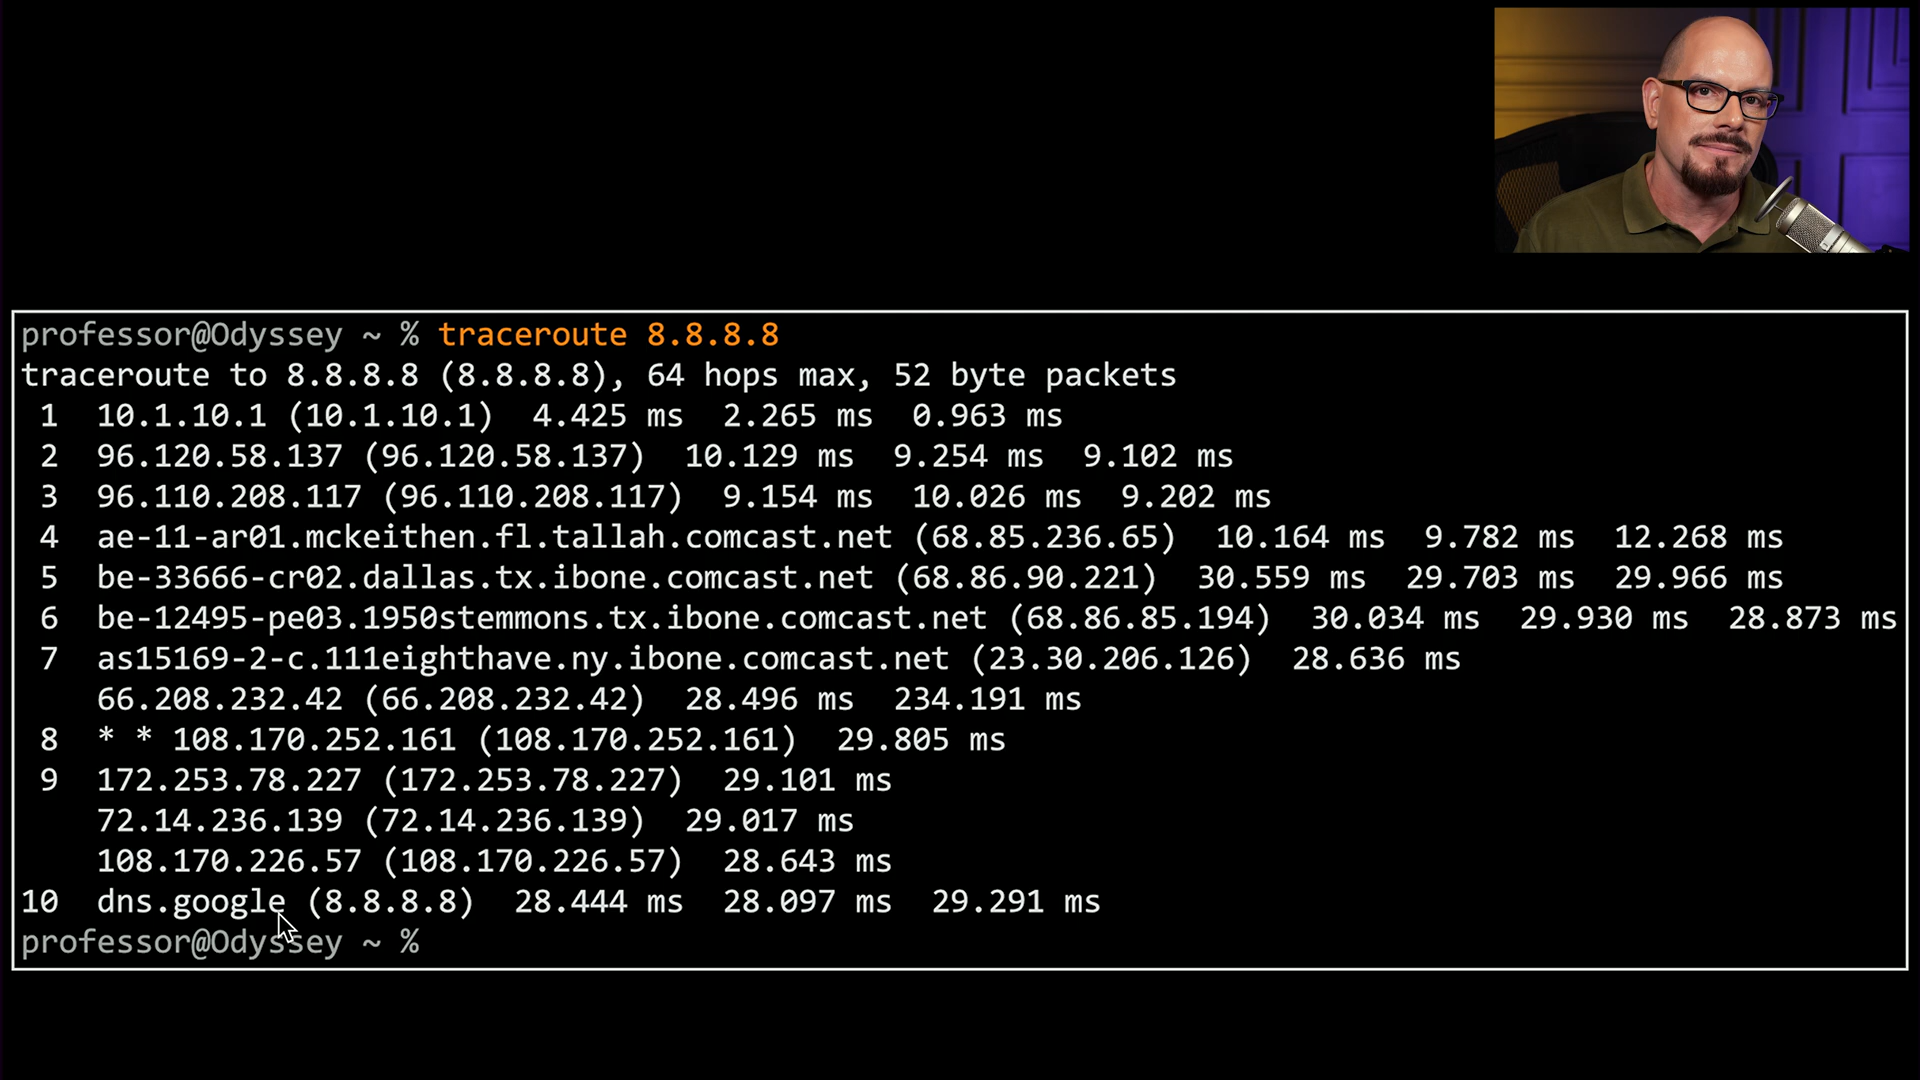 professor@Odyssey ~ % traceroute 8.8.8.8
traceroute to 8.8.8.8 (8.8.8.8), 64 hops max, 52 byte packets
1 10.1.10.1 (10.1.10.1) 4.425 ms 2.265 ms 0.963 ms
2 96.120.58.137 (96.120.58.137) 10.129 ms 9.254 ms 9.102 ms
3 96.110.208.117 (96.110.208.117) 9.154 ms 10.026 ms 9.202 ms
4 ae-11-ar01.mckeithen.fl.tallah.comcast.net (68.85.236.65) 10.164 ms 9.782 ms 12.268 ms
5 be-33666-cr02.dallas.tx.ibone.comcast.net (68.86.90.221) 30.559 ms 29.703 ms 29.966 ms
6 be-12495-pe03.1950stemmons.tx.ibone.comcast.net (68.86.85.194) 30.034 ms 29.930 ms 28.873 ms
7 as15169-2-c.111eighthave.ny.ibone.comcast.net (23.30.206.126) 28.636 ms
66.208.232.42 (66.208.232.42) 28.496 ms 234.191 ms
8 * * 108.170.252.161 (108.170.252.161) 29.805 ms
9 172.253.78.227 (172.253.78.227) 29.101 ms
72.14.236.139 (72.14.236.139) 29.017 ms
108.170.226.57 (108.170.226.57) 28.643 ms
10 dns.google (8.8.8.8) 28.444 ms 28.097 ms 29.291 ms
professor@Odyssey ~ %